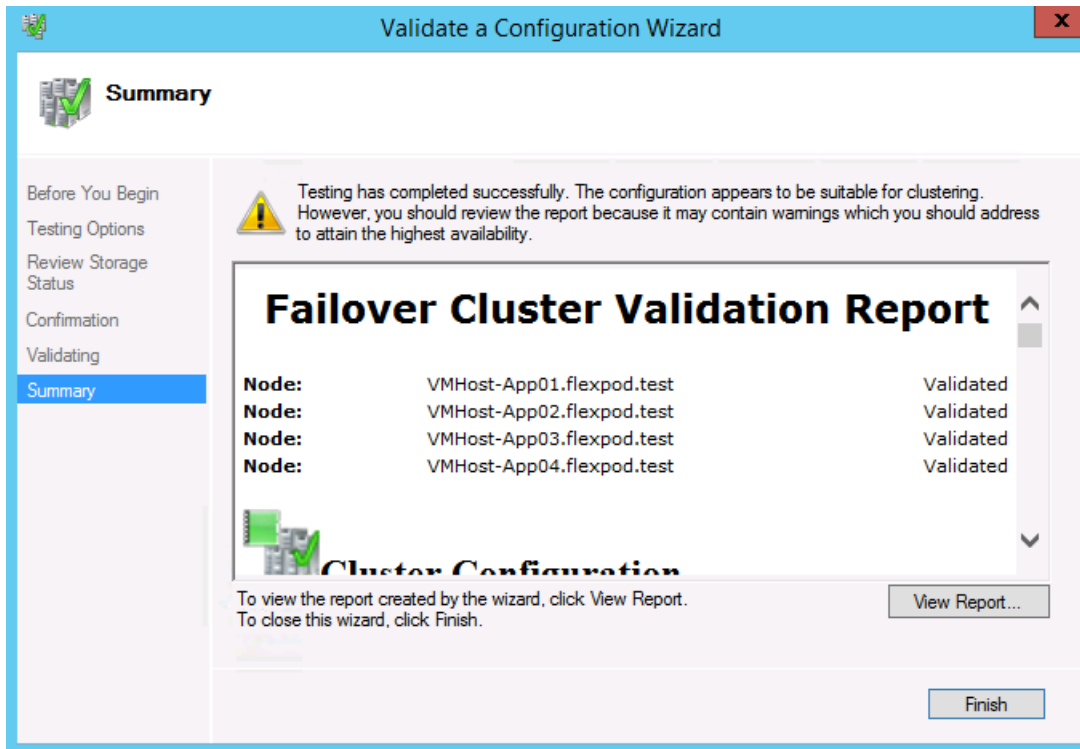 Validate a Configuration Wizard
x
Summary
Before You Begin
Testing Options
Review Storage
Status
Confirmation
Validating
Summary
Testing has completed successfully. The configuration appears to be suitable for clustering.
However, you should review the report because it may contain warnings which you should address
to attain the highest availability.
Failover Cluster Validation Report
Node: VMHost-App01.flexpod.test Validated
Node: VMHost-App02.flexpod.test Validated
Node: VMHost-App03.flexpod.test Validated
Node: VMHost-App04.flexpod.test Validated
Cluster Configuration
To view the report created by the wizard, click View Report.
To close this wizard, click Finish.
View Report...
Finish